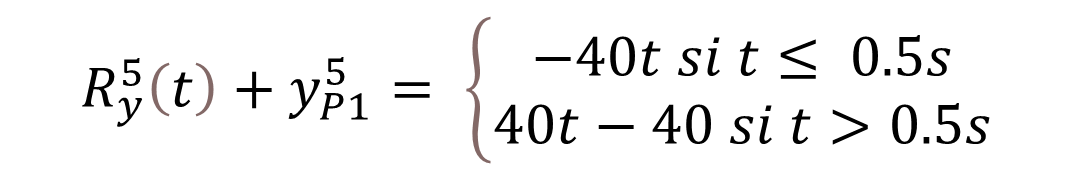 R_y^5(t) + y_{P1}^5 = { −40t si t ≤ 0.5s
40t − 40 si t > 0.5s